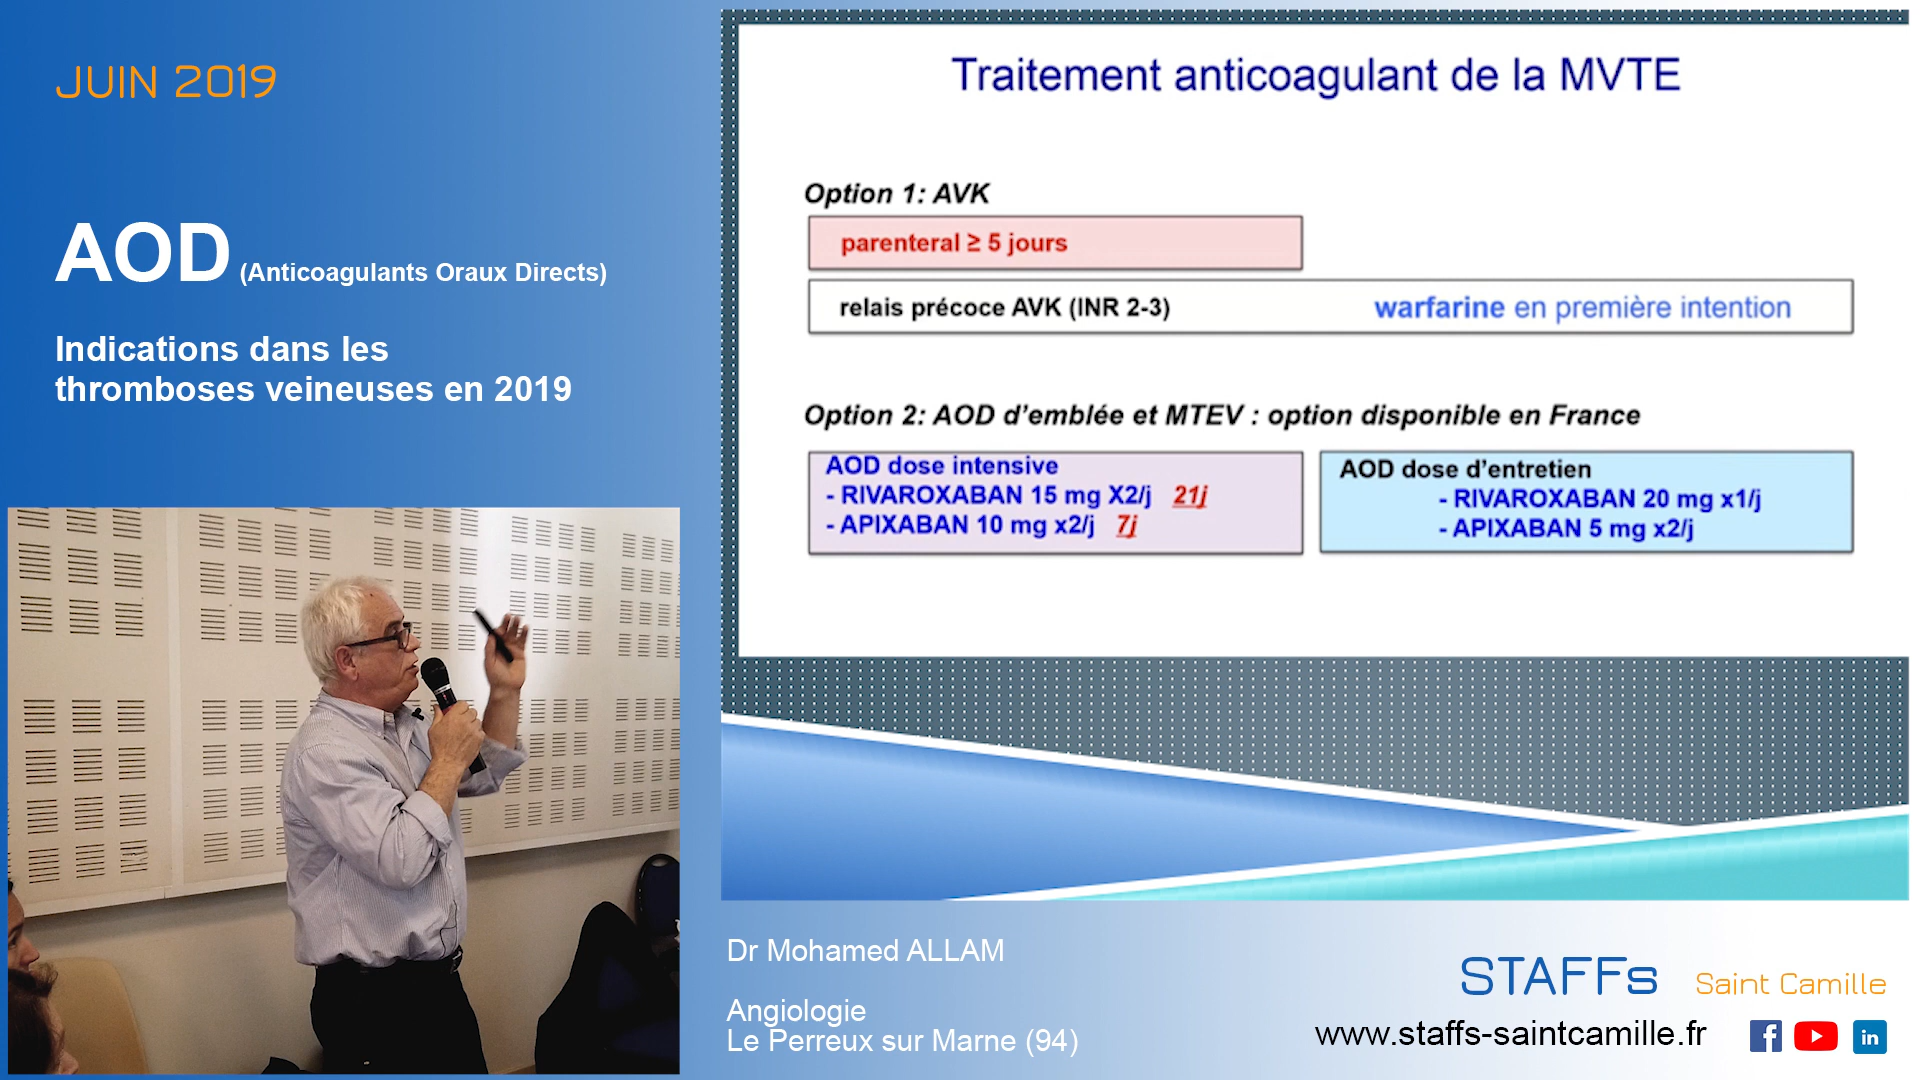 JUIN 2019
AOD (Anticoagulants Oraux Directs)
Indications dans les
thromboses veineuses en 2019
Traitement anticoagulant de la MVTE
Option 1: AVK
parenteral ≥ 5 jours
relais précoce AVK (INR 2-3) warfarine en première intention
Option 2: AOD d'emblée et MTEV : option disponible en France
AOD dose intensive
- RIVAROXABAN 15 mg X2/j 21j
- APIXABAN 10 mg x2/j 7j
AOD dose d'entretien
- RIVAROXABAN 20 mg x1/j
- APIXABAN 5 mg x2/j
Dr Mohamed ALLAM
Angiologie
Le Perreux sur Marne (94)
STAFFs Saint Camille
www.staffs-saintcamille.fr